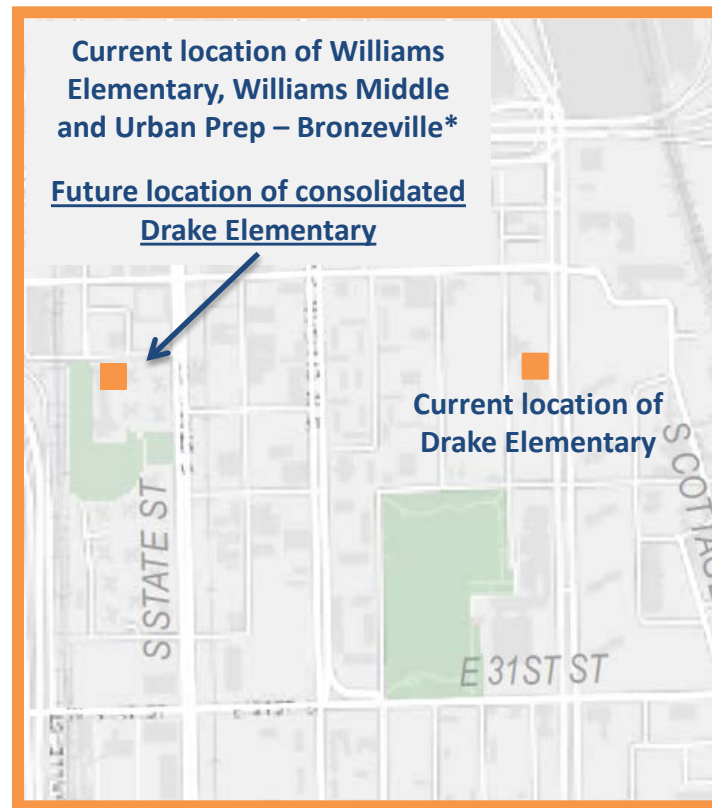 Current location of Williams
Elementary, Williams Middle
and Urban Prep – Bronzeville*
Future location of consolidated
Drake Elementary
Current location of
Drake Elementary
S COTTAGE
S STATE ST
E 31ST ST